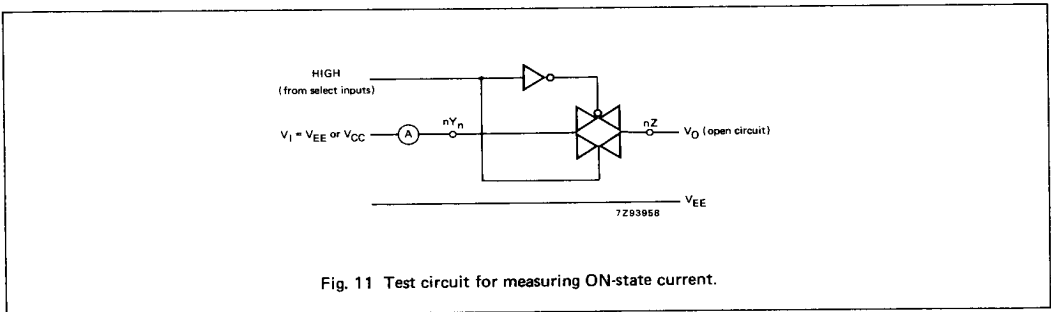 HIGH
(from select inputs)
V_I = V_EE or V_CC
A
nY_n
nZ
V_O (open circuit)
V_EE
7Z93958
Fig. 11 Test circuit for measuring ON-state current.